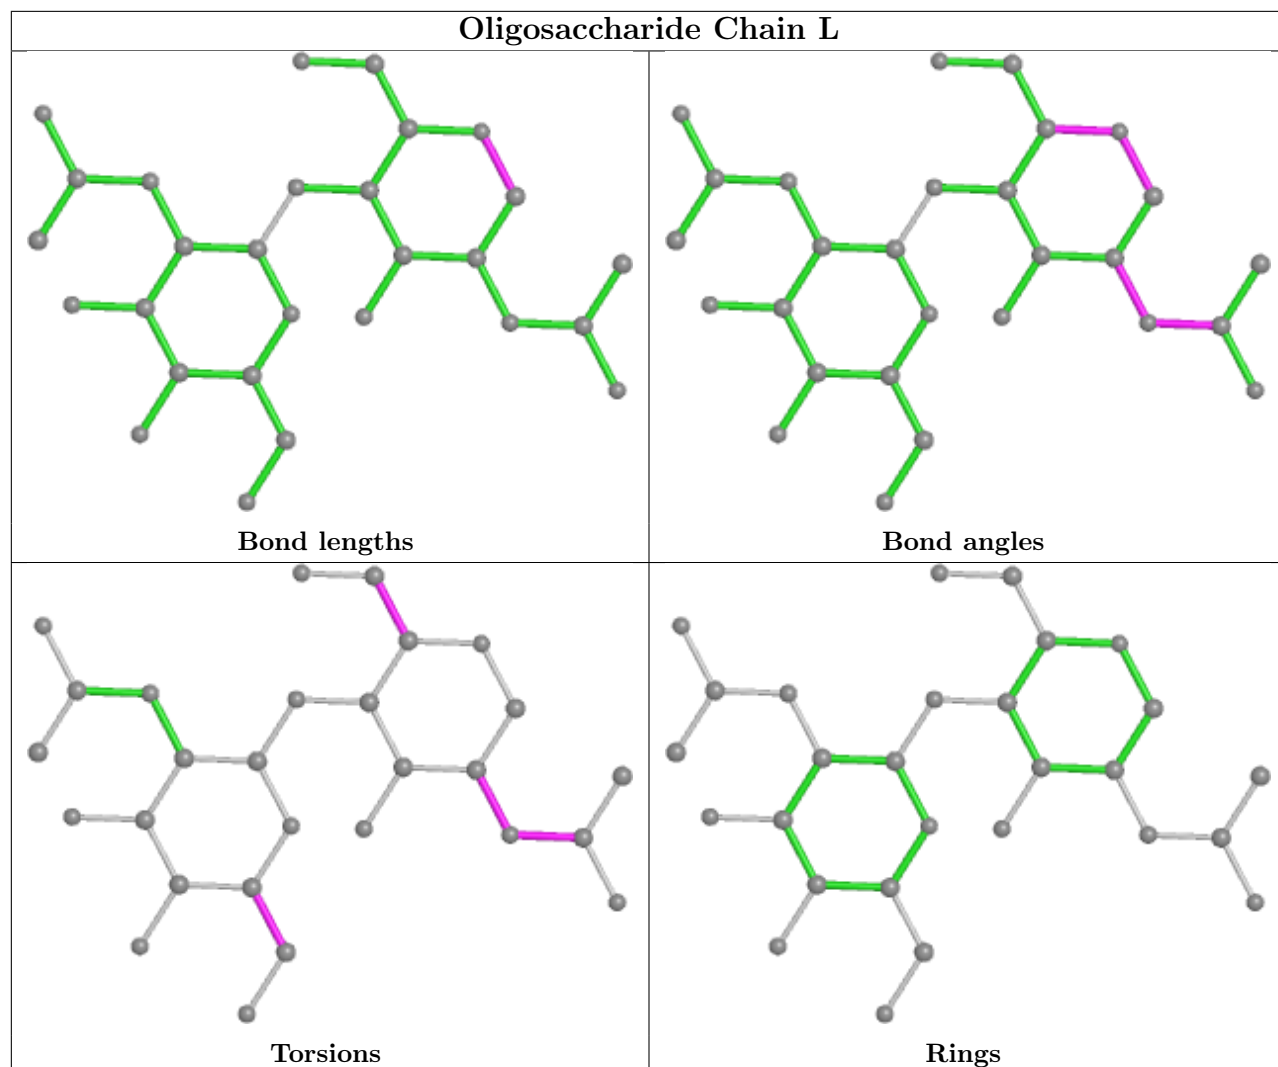 Oligosaccharide Chain L
Bond lengths
Bond angles
Torsions
Rings